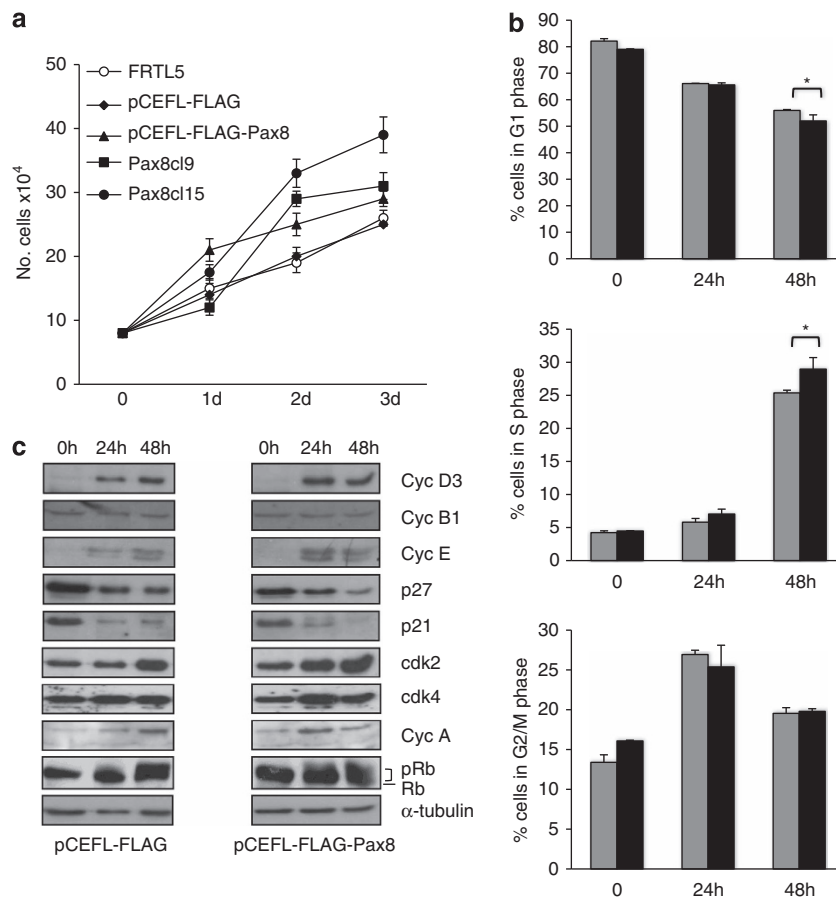 a
50
40
30
20
10
0
No. cells x10⁴
FRTL5
pCEFL-FLAG
pCEFL-FLAG-Pax8
Pax8cl9
Pax8cl15
0 1d 2d 3d
b
90
80
70
60
50
40
30
20
10
0
% cells in G1 phase
*
0 24h 48h
35
30
25
20
15
10
5
0
% cells in S phase
*
0 24h 48h
30
25
20
15
10
5
0
% cells in G2/M phase
0 24h 48h
c
0h 24h 48h 0h 24h 48h
Cyc D3
Cyc B1
Cyc E
p27
p21
cdk2
cdk4
Cyc A
pRb
Rb
α-tubulin
pCEFL-FLAG pCEFL-FLAG-Pax8